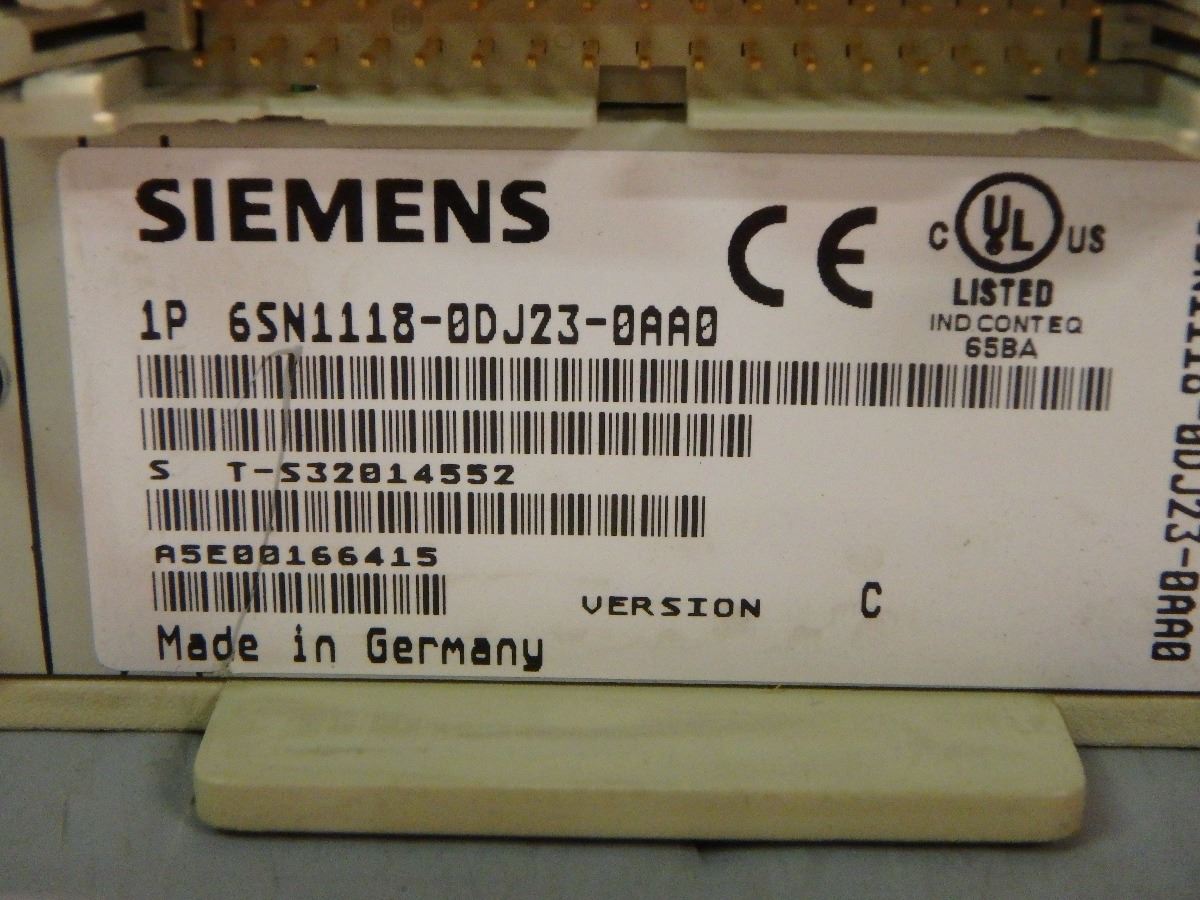 SIEMENS
CE
C UL US
LISTED
IND CONT EQ
65BA
1P 6SN1118-0DJ23-0AA0
S T-S32014552
A5E00166415
VERSION C
Made in Germany
6SN1118-0DJ23-0AA0